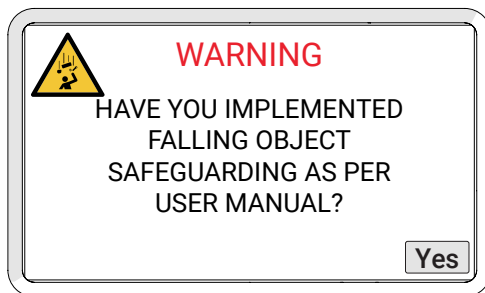 WARNING
HAVE YOU IMPLEMENTED
FALLING OBJECT
SAFEGUARDING AS PER
USER MANUAL?
Yes